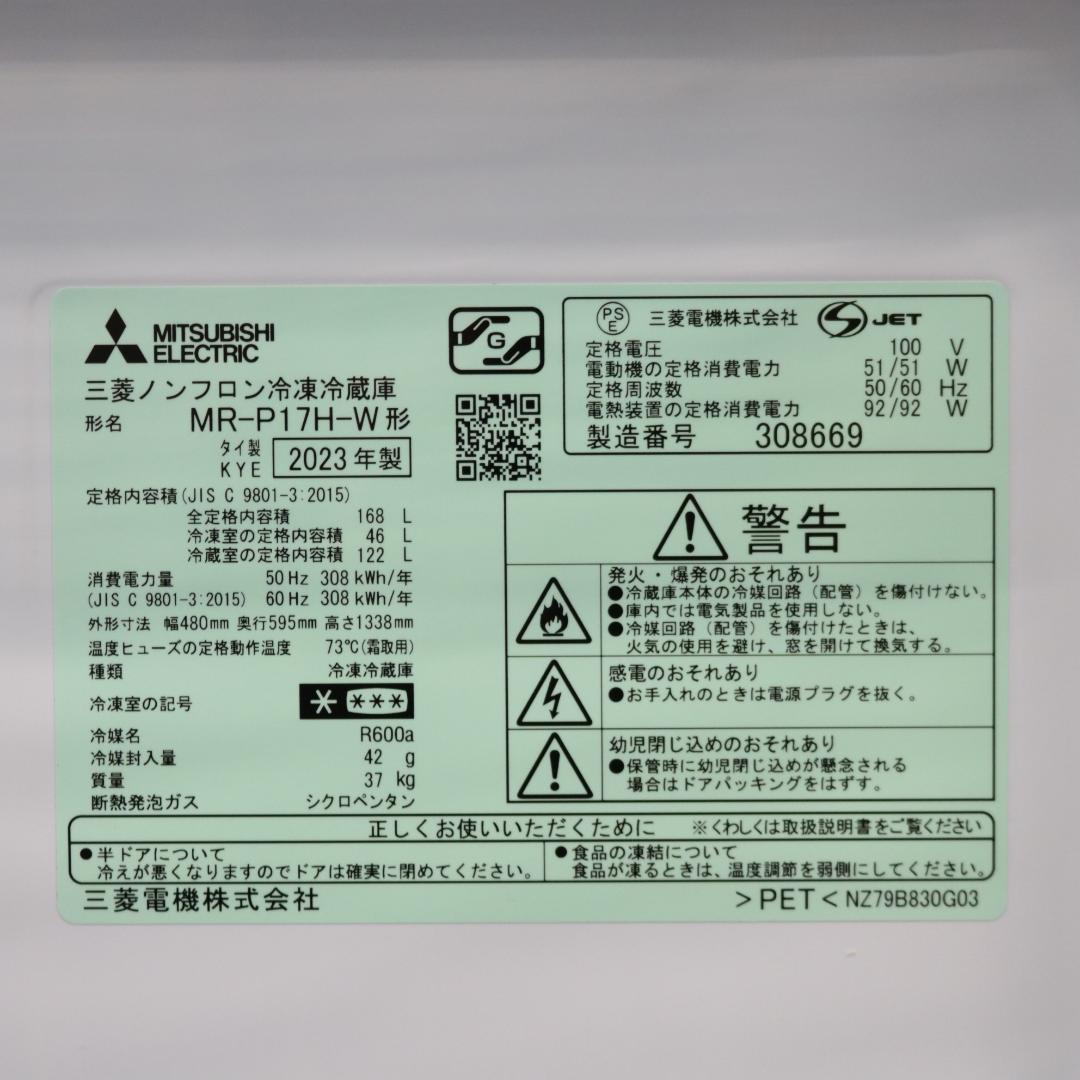 MITSUBISHI
ELECTRIC
三菱ノンフロン冷凍冷蔵庫
形名 MR-P17H-W形
タイ製
KYE 2023年製
定格内容積(JIS C 9801-3:2015)
全定格内容積 168 L
冷凍室の定格内容積 46 L
冷蔵室の定格内容積 122 L
消費電力量 50Hz 308kWh/年
(JIS C 9801-3:2015) 60Hz 308kWh/年
外形寸法 幅480mm 奥行595mm 高さ1338mm
温度ヒューズの定格動作温度 73℃(霜取用)
種類 冷凍冷蔵庫
冷凍室の記号
冷媒名 R600a
冷媒封入量 42 g
質量 37 kg
断熱発泡ガス シクロペンタン
G
PS
E 三菱電機株式会社 JET
定格電圧 100 V
電動機の定格消費電力 51/51 W
定格周波数 50/60 Hz
電熱装置の定格消費電力 92/92 W
製造番号 308669
警告
発火・爆発のおそれあり
●冷蔵庫本体の冷媒回路(配管)を傷付けない。
●庫内では電気製品を使用しない。
●冷媒回路(配管)を傷付けたときは、
火気の使用を避け、窓を開けて換気する。
感電のおそれあり
●お手入れのときは電源プラグを抜く。
幼児閉じ込めのおそれあり
●保管時に幼児閉じ込めが懸念される
場合はドアパッキングをはずす。
正しくお使いいただくために ※くわしくは取扱説明書をご覧ください
●半ドアについて
冷えが悪くなりますのでドアは確実に閉めてください。
●食品の凍結について
食品が凍るときは、温度調節を弱側にしてください。
三菱電機株式会社
>PET< NZ79B830G03